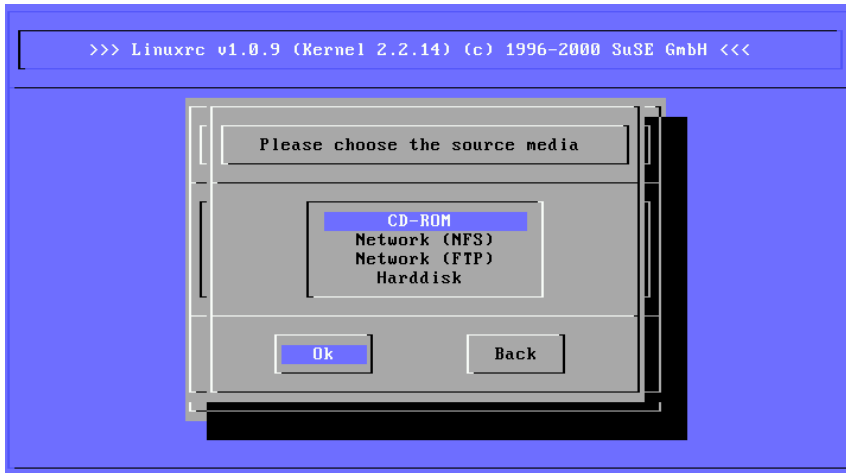 >>> Linuxrc v1.0.9 (Kernel 2.2.14) (c) 1996-2000 SuSE GmbH <<<
Please choose the source media
CD-ROM
Network (NFS)
Network (FTP)
Harddisk
Ok Back